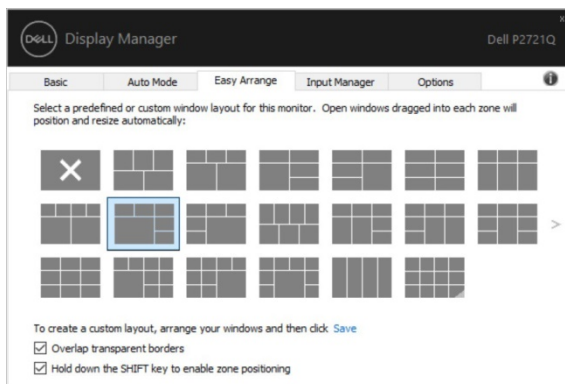 x
DELL Display Manager
Dell P2721Q
Basic Auto Mode Easy Arrange Input Manager Options
Select a predefined or custom window layout for this monitor. Open windows dragged into each zone will
position and resize automatically:
To create a custom layout, arrange your windows and then click Save
Overlap transparent borders
Hold down the SHIFT key to enable zone positioning